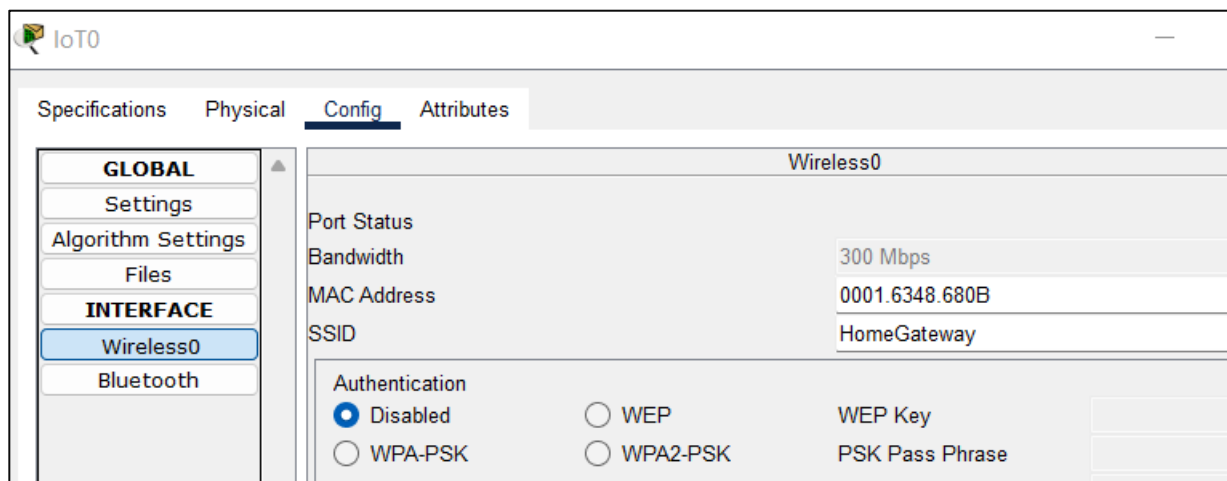 IoT0
Specifications Physical Config Attributes
GLOBAL
Settings
Algorithm Settings
Files
INTERFACE
Wireless0
Bluetooth
Wireless0
Port Status
Bandwidth 300 Mbps
MAC Address 0001.6348.680B
SSID HomeGateway
Authentication
Disabled WEP WEP Key
WPA-PSK WPA2-PSK PSK Pass Phrase